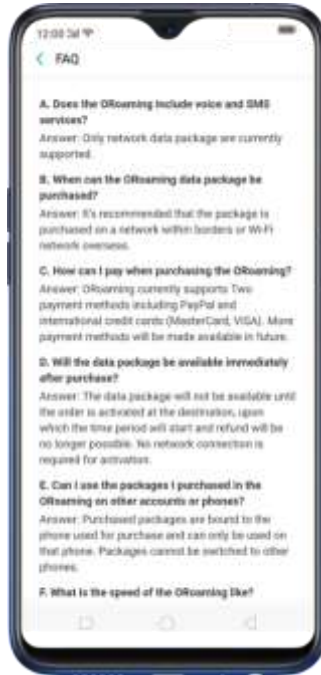 12:00
FAQ
A. Does the ORoaming include voice and SMS
services?
Answer: Only network data package are currently
supported.
B. When can the ORoaming data package be
purchased?
Answer: It's recommended that the package is
purchased on a network within borders or Wi-Fi
network overseas.
C. How can I pay when purchasing the ORoaming?
Answer: ORoaming currently supports Two
payment methods including PayPal and
international credit cards (MasterCard, VISA). More
payment methods will be made available in future.
D. Will the data package be available immediately
after purchase?
Answer: The data package will not be available until
the order is activated at the destination, upon
which the time period will start and refund will be
no longer possible. No network connection is
required for activation.
E. Can I use the packages I purchased in the
ORoaming on other accounts or phones?
Answer: Purchased packages are bound to the
phone used for purchase and can only be used on
that phone. Packages cannot be switched to other
phones.
F. What is the speed of the ORoaming like?